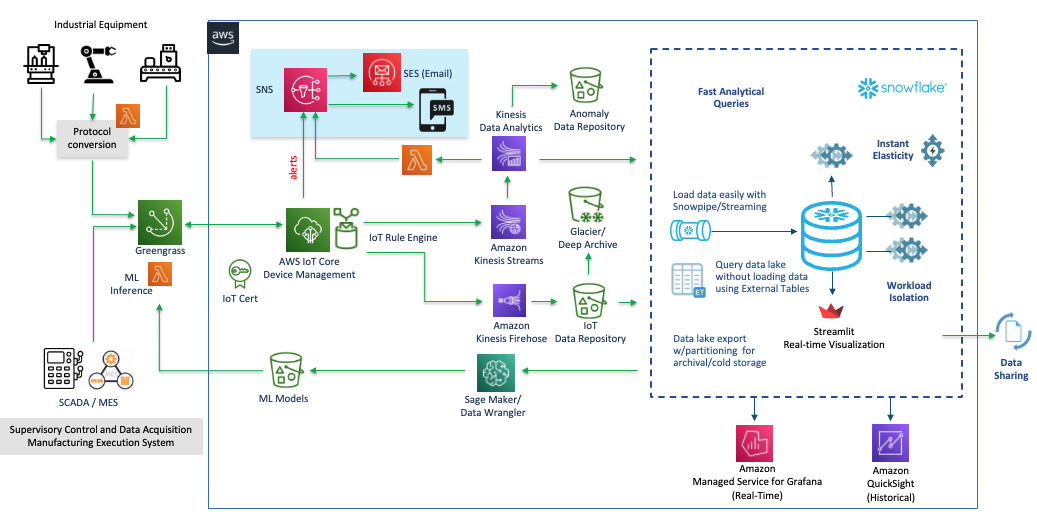 Industrial Equipment
aws
SNS
SES (Email)
SMS
Protocol
conversion
alerts
Kinesis
Data Analytics
Anomaly
Data Repository
Fast Analytical
Queries
snowflake®
Instant
Elasticity
Load data easily with
Snowpipe/Streaming
Greengrass
ML
Inference
AWS IoT Core
Device Management
IoT Rule Engine
IoT Cert
Amazon
Kinesis Streams
Glacier/
Deep Archive
Query data lake
without loading data
using External Tables
ET
Workload
Isolation
Amazon
Kinesis Firehose
IoT
Data Repository
Streamlit
Real-time Visualization
Data lake export
w/partitioning for
archival/cold storage
Data
Sharing
MES
SCADA / MES
Supervisory Control and Data Acquisition
Manufacturing Execution System
ML Models
Sage Maker/
Data Wrangler
Amazon
Managed Service for Grafana
(Real-Time)
Amazon
QuickSight
(Historical)